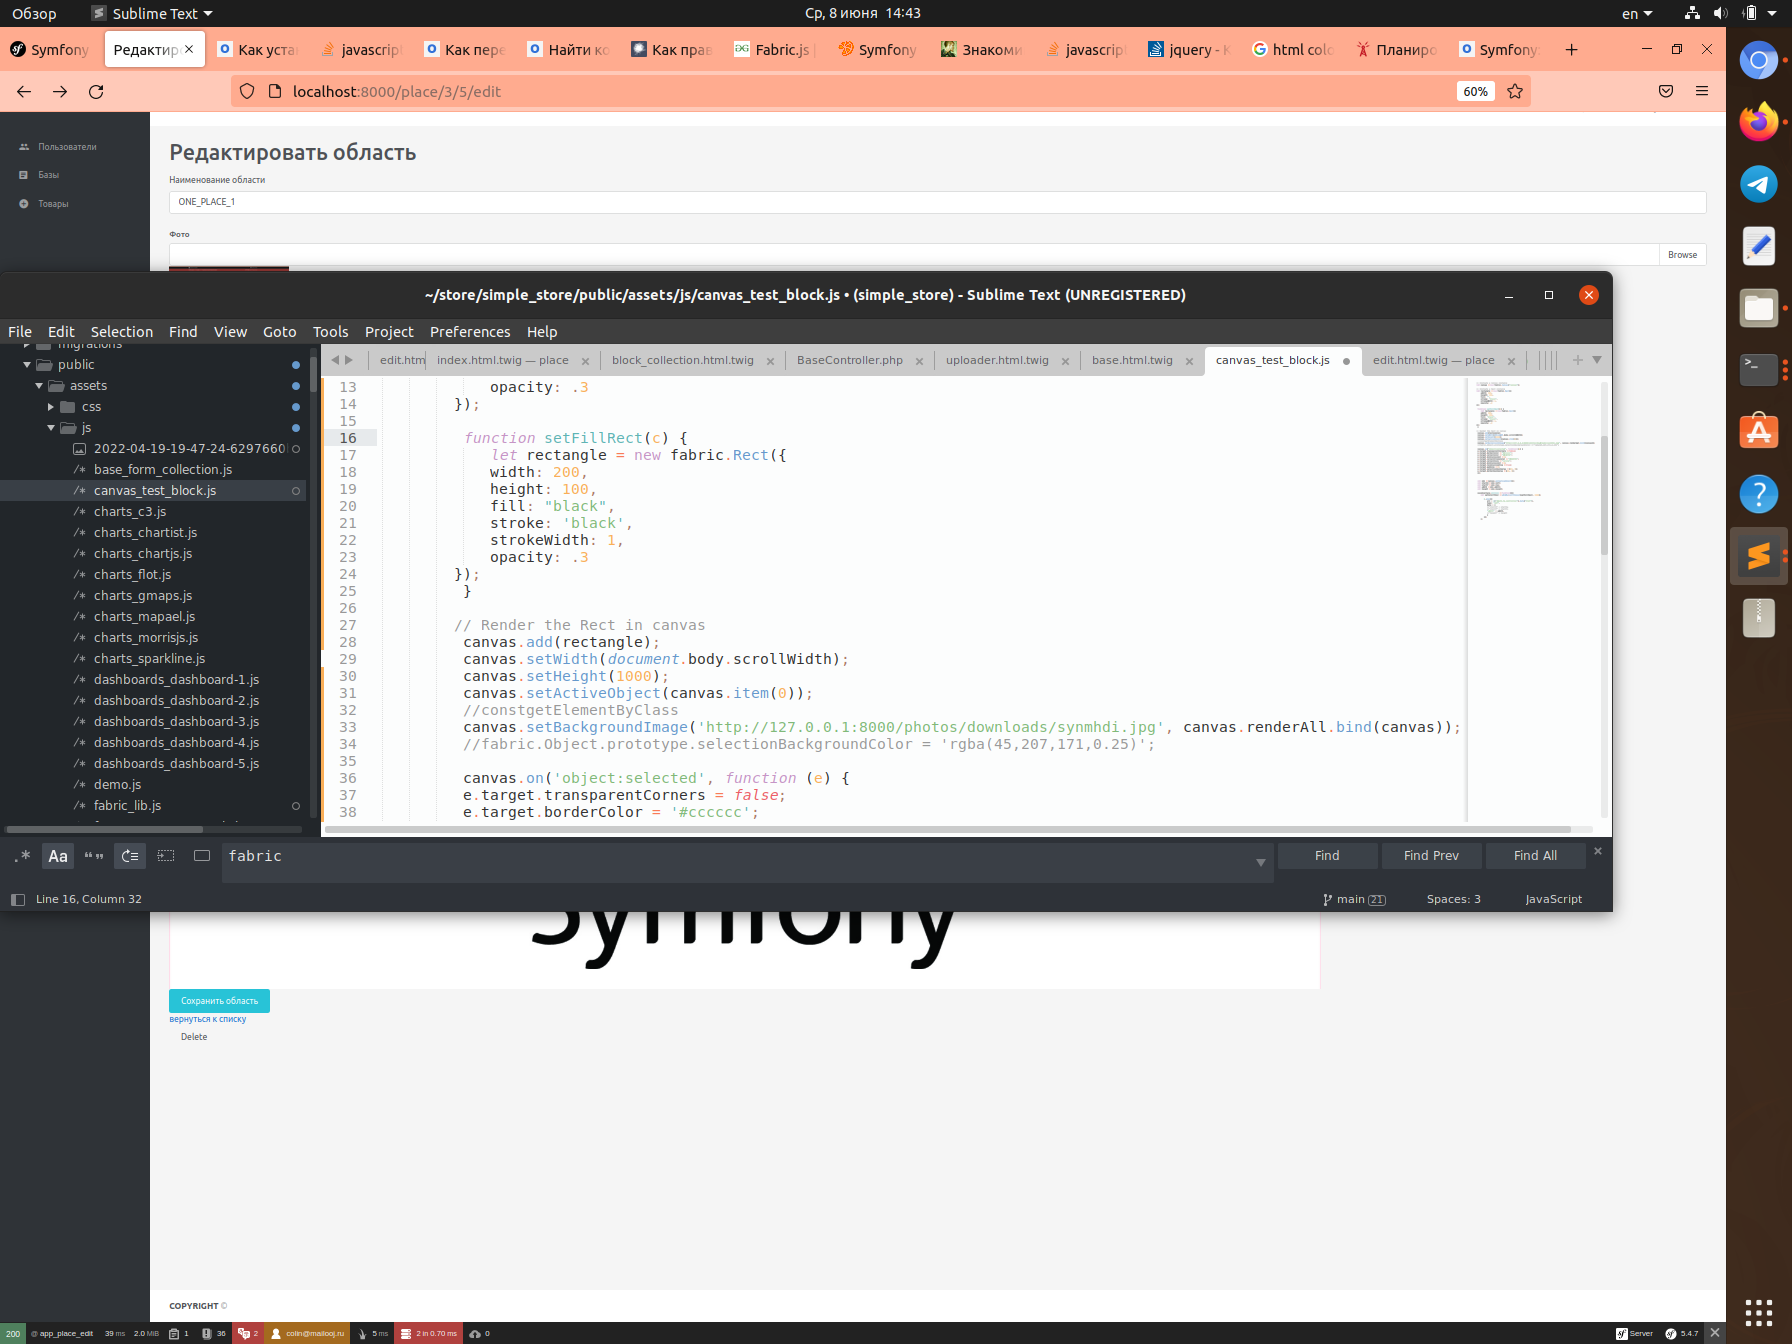 Обзор
Sublime Text
Ср, 8 июня 14:43
en
Symfony
Редактир
Как уста
javascrip
Как пере
Найти ко
Как прав
Fabric.js |
Symfony
Знакоми
javascrip
jquery - К
html colo
Планиро
Symfony:
localhost:8000/place/3/5/edit
60%
Пользователи
Базы
Товары
Редактировать область
Наименование области
ONE_PLACE_1
Фото
Browse
~/store/simple_store/public/assets/js/canvas_test_block.js • (simple_store) - Sublime Text (UNREGISTERED)
File Edit Selection Find View Goto Tools Project Preferences Help
migrations
public
assets
css
js
2022-04-19-19-47-24-6297660
base_form_collection.js
canvas_test_block.js
charts_c3.js
charts_chartist.js
charts_chartjs.js
charts_flot.js
charts_gmaps.js
charts_mapael.js
charts_morrisjs.js
charts_sparkline.js
dashboards_dashboard-1.js
dashboards_dashboard-2.js
dashboards_dashboard-3.js
dashboards_dashboard-4.js
dashboards_dashboard-5.js
demo.js
fabric_lib.js
edit.htm
index.html.twig — place
block_collection.html.twig
BaseController.php
uploader.html.twig
base.html.twig
canvas_test_block.js
edit.html.twig — place
13 opacity: .3
14 });
15
16 function setFillRect(c) {
17 let rectangle = new fabric.Rect({
18 width: 200,
19 height: 100,
20 fill: "black",
21 stroke: 'black',
22 strokeWidth: 1,
23 opacity: .3
24 });
25 }
26
27 // Render the Rect in canvas
28 canvas.add(rectangle);
29 canvas.setWidth(document.body.scrollWidth);
30 canvas.setHeight(1000);
31 canvas.setActiveObject(canvas.item(0));
32 //constgetElementByClass
33 canvas.setBackgroundImage('http://127.0.0.1:8000/photos/downloads/synmhdi.jpg', canvas.renderAll.bind(canvas));
34 //fabric.Object.prototype.selectionBackgroundColor = 'rgba(45,207,171,0.25)';
35
36 canvas.on('object:selected', function (e) {
37 e.target.transparentCorners = false;
38 e.target.borderColor = '#cccccc';
.* Aa “” fabric
Find Find Prev Find All
Line 16, Column 32
main 21
Spaces: 3
JavaScript
Symfony
Сохранить область
вернуться к списку
Delete
COPYRIGHT ©
200 @ app_place_edit 39 ms 2.0 MiB 1 36 2 colin@mailooj.ru 5 ms 2 in 0.70 ms 0
Server 5.4.7